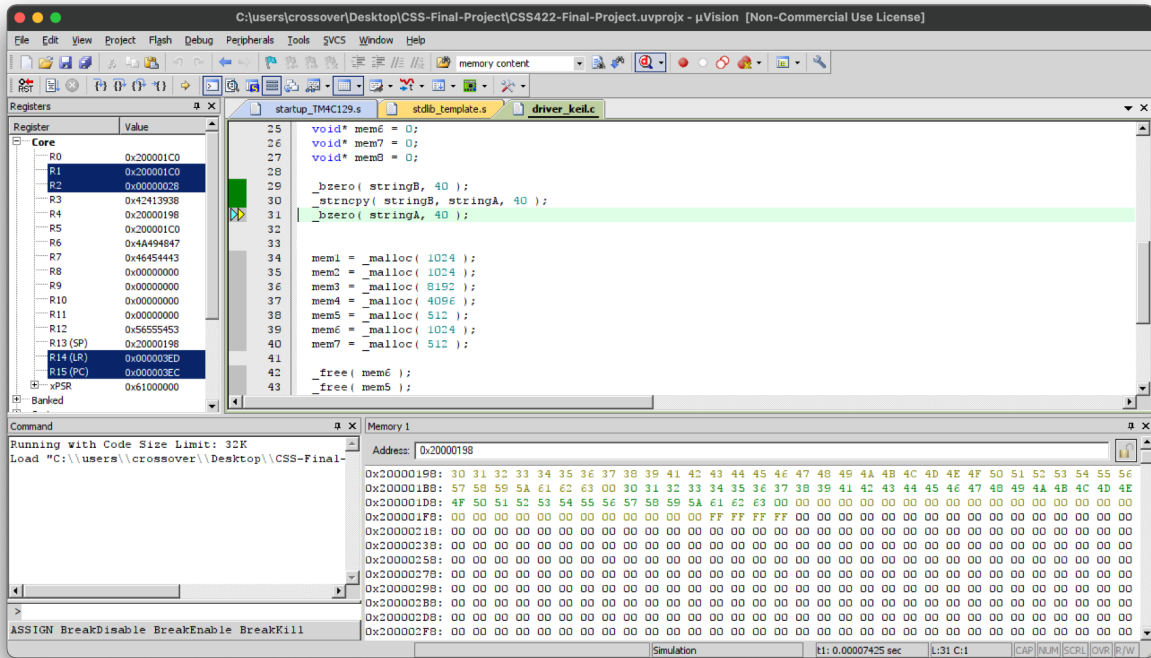 C:\users\crossover\Desktop\CSS-Final-Project\CSS422-Final-Project.uvprojx - µVision [Non-Commercial Use License]
File Edit View Project Flash Debug Peripherals Tools SVCS Window Help
memory content
RST
Registers
startup_TM4C129.s stdlib_template.s driver_keil.c
Register Value
Core
R0 0x200001C0
R1 0x200001C0
R2 0x00000028
R3 0x42413938
R4 0x20000198
R5 0x200001C0
R6 0x4A494847
R7 0x46454443
R8 0x00000000
R9 0x00000000
R10 0x00000000
R11 0x00000000
R12 0x56555453
R13 (SP) 0x20000198
R14 (LR) 0x000003ED
R15 (PC) 0x000003EC
xPSR 0x61000000
Banked
25 void* mem6 = 0;
26 void* mem7 = 0;
27 void* mem8 = 0;
28
29 _bzero( stringB, 40 );
30 _strncpy( stringB, stringA, 40 );
31 _bzero( stringA, 40 );
32
33
34 mem1 = _malloc( 1024 );
35 mem2 = _malloc( 1024 );
36 mem3 = _malloc( 8192 );
37 mem4 = _malloc( 4096 );
38 mem5 = _malloc( 512 );
39 mem6 = _malloc( 1024 );
40 mem7 = _malloc( 512 );
41
42 _free( mem6 );
43 _free( mem5 );
Command
Running with Code Size Limit: 32K
Load "C:\\users\\crossover\\Desktop\\CSS-Final-
>
ASSIGN BreakDisable BreakEnable BreakKill
Memory 1
Address: 0x20000198
0x20000198: 30 31 32 33 34 35 36 37 38 39 41 42 43 44 45 46 47 48 49 4A 4B 4C 4D 4E 4F 50 51 52 53 54 55 56
0x200001B8: 57 58 59 5A 61 62 63 00 30 31 32 33 34 35 36 37 38 39 41 42 43 44 45 46 47 48 49 4A 4B 4C 4D 4E
0x200001D8: 4F 50 51 52 53 54 55 56 57 58 59 5A 61 62 63 00 00 00 00 00 00 00 00 00 00 00 00 00 00 00 00 00
0x200001F8: 00 00 00 00 00 00 00 00 00 00 00 00 FF FF FF FF 00 00 00 00 00 00 00 00 00 00 00 00 00 00 00 00
0x20000218: 00 00 00 00 00 00 00 00 00 00 00 00 00 00 00 00 00 00 00 00 00 00 00 00 00 00 00 00 00 00 00 00
0x20000238: 00 00 00 00 00 00 00 00 00 00 00 00 00 00 00 00 00 00 00 00 00 00 00 00 00 00 00 00 00 00 00 00
0x20000258: 00 00 00 00 00 00 00 00 00 00 00 00 00 00 00 00 00 00 00 00 00 00 00 00 00 00 00 00 00 00 00 00
0x20000278: 00 00 00 00 00 00 00 00 00 00 00 00 00 00 00 00 00 00 00 00 00 00 00 00 00 00 00 00 00 00 00 00
0x20000298: 00 00 00 00 00 00 00 00 00 00 00 00 00 00 00 00 00 00 00 00 00 00 00 00 00 00 00 00 00 00 00 00
0x200002B8: 00 00 00 00 00 00 00 00 00 00 00 00 00 00 00 00 00 00 00 00 00 00 00 00 00 00 00 00 00 00 00 00
0x200002D8: 00 00 00 00 00 00 00 00 00 00 00 00 00 00 00 00 00 00 00 00 00 00 00 00 00 00 00 00 00 00 00 00
0x200002F8: 00 00 00 00 00 00 00 00 00 00 00 00 00 00 00 00 00 00 00 00 00 00 00 00 00 00 00 00 00 00 00 00
Simulation t1: 0.00007425 sec L:31 C:1 CAP NUM SCRL OVR R/W